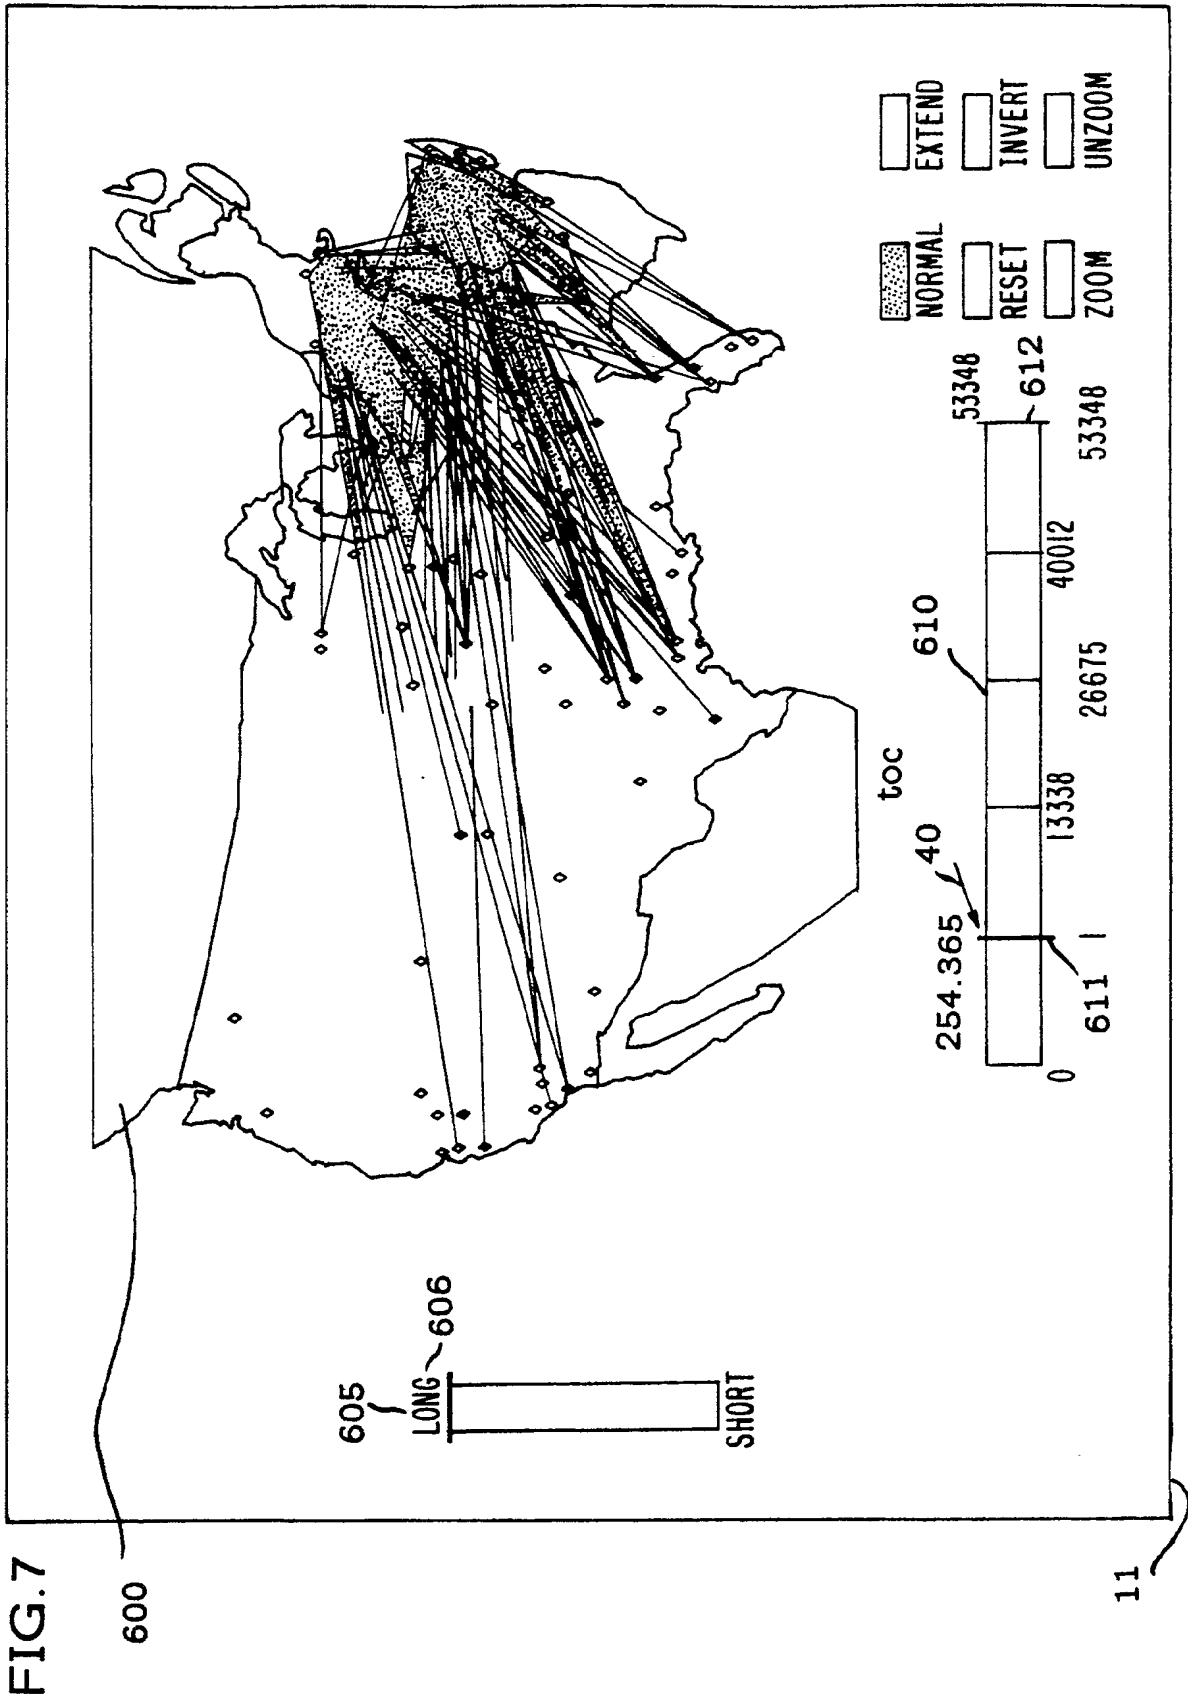 FIG.7
600
605
LONG 606
SHORT
toc
254.365
40
610
53348
612
0
1
13338
26675
40012
53348
611
NORMAL
EXTEND
RESET
INVERT
ZOOM
UNZOOM
11